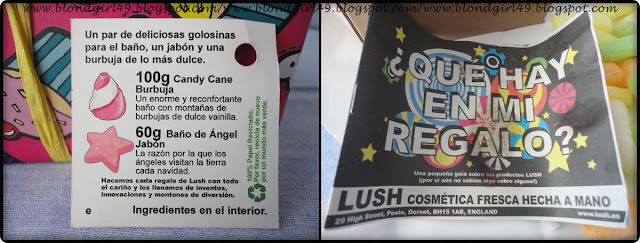 www.blondgirl49.blogspot.com/www.blondgirl49.blogspot.com/www.blondgirl49.blogspot.com
Un par de deliciosas golosinas
para el baño, un jabón y una
burbuja de lo más dulce.
100g Candy Cane
Burbuja
Un enorme y reconfortante
baño con montañas de
burbujas de dulce vainilla.
60g Baño de Ángel
Jabón
La razón por la que los
ángeles visitan la tierra
cada navidad.
Hacemos cada regalo de Lush con todo
el cariño y los llenamos de inventos,
innovaciones y montones de diversión.
e Ingredientes en el interior.
100% Papel Reciclado
Por favor, recicla de nuevo
por un mundo más verde.
¿QUÉ HAY
EN MI
REGALO?
Una pequeña guía sobre los productos LUSH
(¡por si aún no sabías algo sobre alguno!)
LUSH COSMÉTICA FRESCA HECHA A MANO
29 High Street, Poole, Dorset, BH15 1AB, ENGLAND
www.lush.es